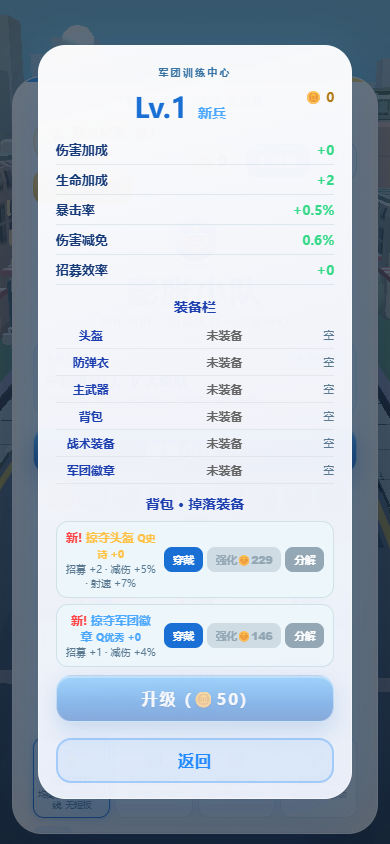 军团训练中心
Lv.1 新兵
0
伤害加成 +0
生命加成 +2
暴击率 +0.5%
伤害减免 0.6%
招募效率 +0
装备栏
头盔 未装备 空
防弹衣 未装备 空
主武器 未装备 空
背包 未装备 空
战术装备 未装备 空
军团徽章 未装备 空
背包 · 掉落装备
新! 掠夺头盔 Q史
诗 +0
招募 +2 · 减伤 +5%
· 射速 +7%
穿戴 强化 229 分解
新! 掠夺军团徽
章 Q优秀 +0
招募 +1 · 减伤 +4%
穿戴 强化 146 分解
升级 ( 50)
返回